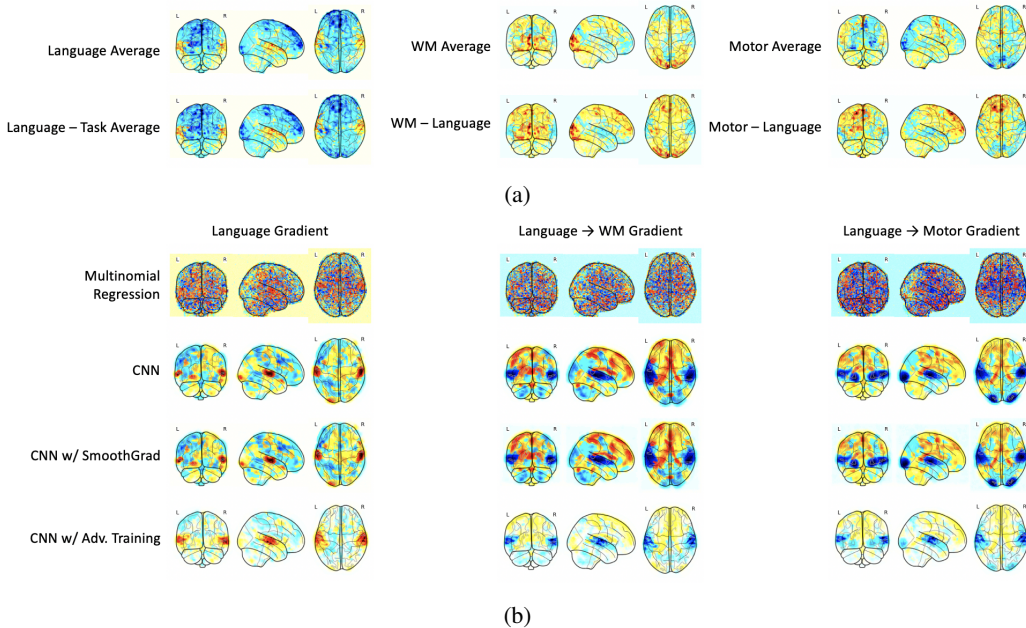 L R L R L R
Language Average WM Average Motor Average
L R L R L R
Language – Task Average WM – Language Motor – Language
(a)
Language Gradient Language → WM Gradient Language → Motor Gradient
L R L R L R
Multinomial
Regression
L R L R L R
CNN
L R L R L R
CNN w/ SmoothGrad
L R L R L R
CNN w/ Adv. Training
(b)